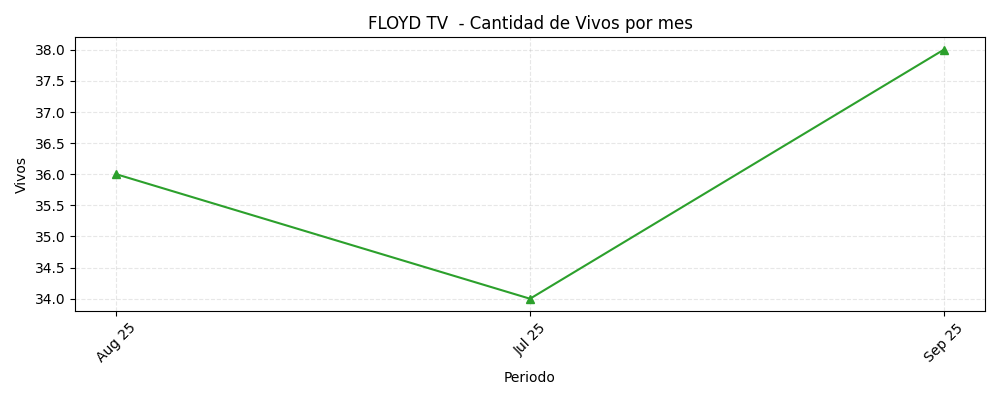 FLOYD TV  - Cantidad de Vivos por mes
38.0
37.5
37.0
36.5
36.0
35.5
35.0
34.5
34.0
Vivos
Aug 25
Jul 25
Sep 25
Periodo